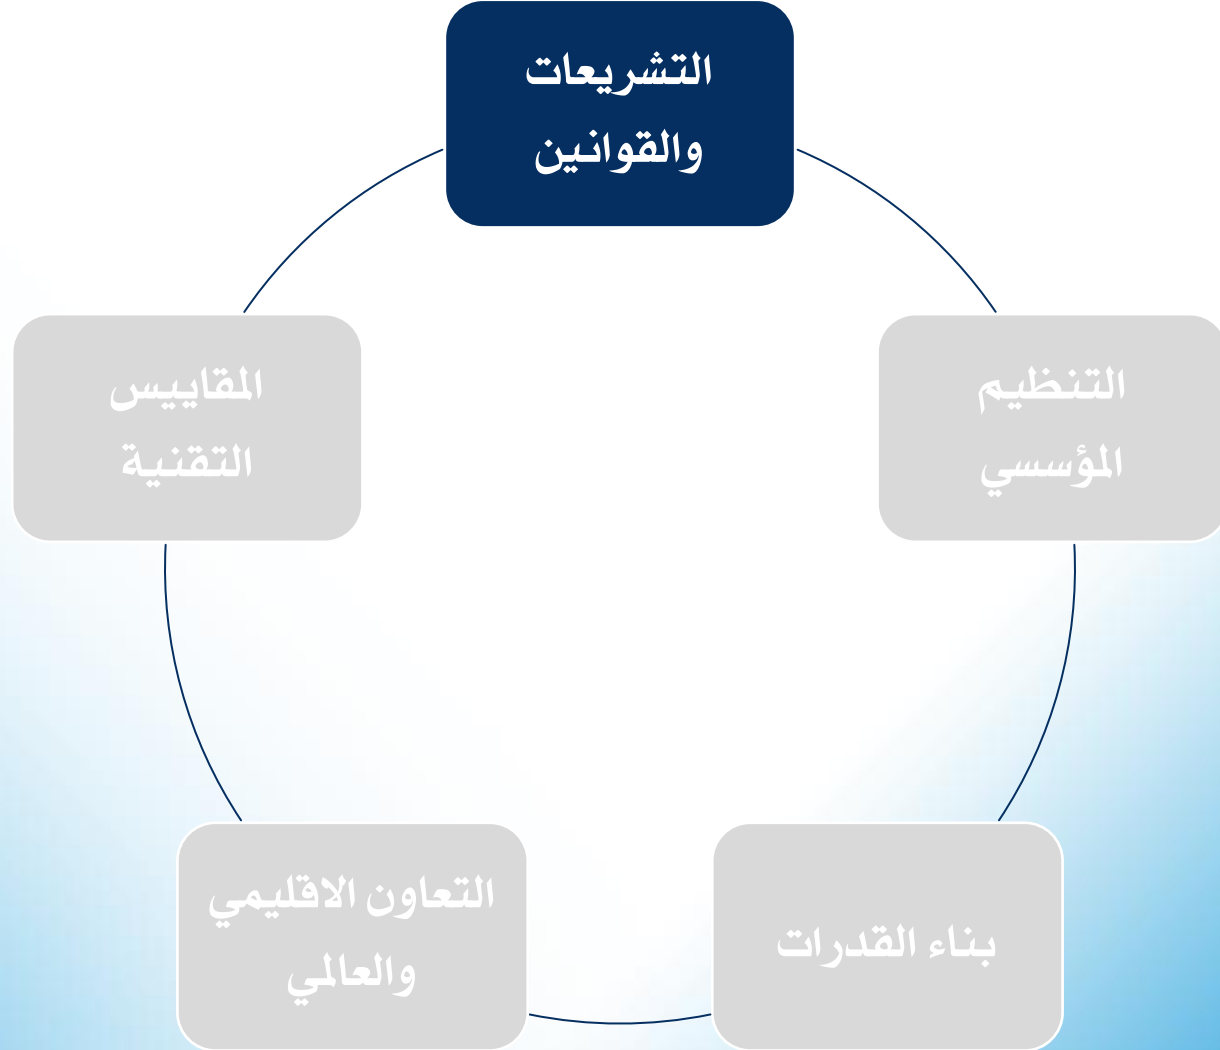 التشريعات
والقوانين
التنظيم
المؤسسي
بناء القدرات
التعاون الاقليمي
والعالمي
المقاييس
التقنية